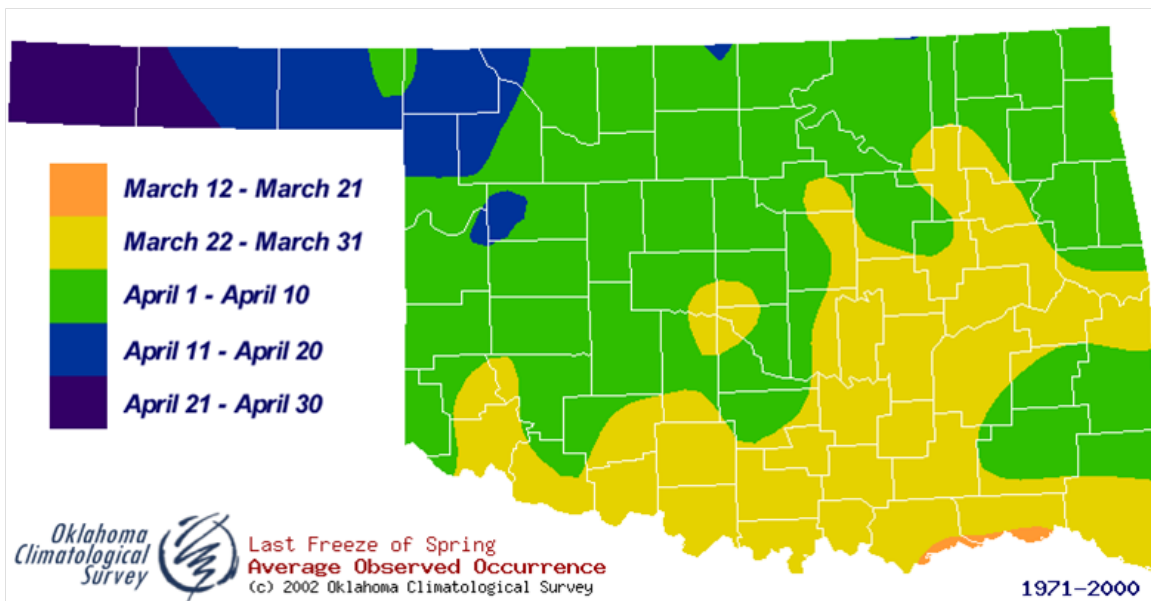 March 12 - March 21
March 22 - March 31
April 1 - April 10
April 11 - April 20
April 21 - April 30
Oklahoma
Climatological
Survey
Last Freeze of Spring
Average Observed Occurrence
(c) 2002 Oklahoma Climatological Survey
1971-2000